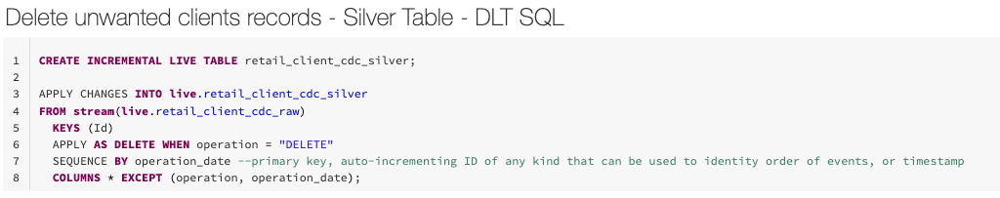 Delete unwanted clients records - Silver Table - DLT SQL
1 CREATE INCREMENTAL LIVE TABLE retail_client_cdc_silver;
2
3 APPLY CHANGES INTO live.retail_client_cdc_silver
4 FROM stream(live.retail_client_cdc_raw)
5 KEYS (Id)
6 APPLY AS DELETE WHEN operation = "DELETE"
7 SEQUENCE BY operation_date --primary key, auto-incrementing ID of any kind that can be used to identity order of events, or timestamp
8 COLUMNS * EXCEPT (operation, operation_date);